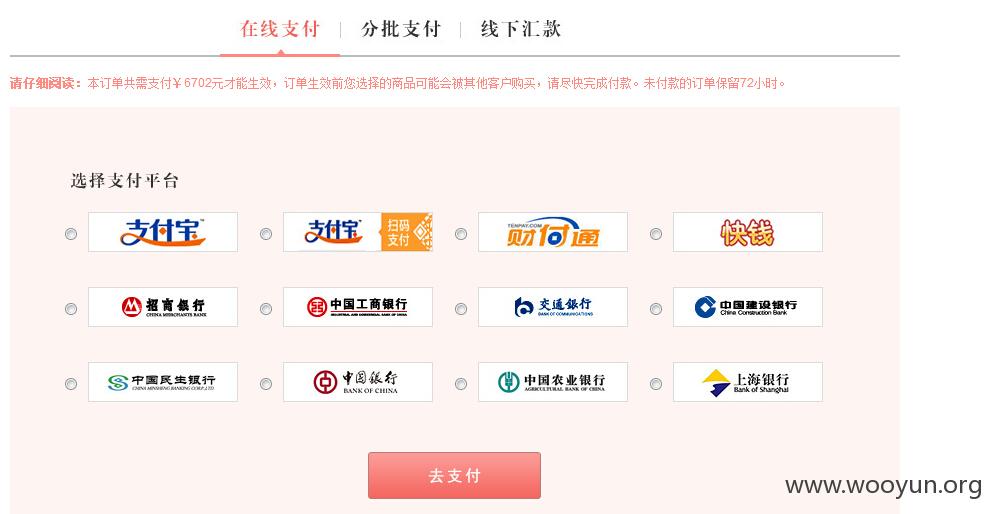 在线支付 分批支付 线下汇款
请仔细阅读：本订单共需支付￥6702元才能生效，订单生效前您选择的商品可能会被其他客户购买，请尽快完成付款。未付款的订单保留72小时。
选择支付平台
支付宝 支付宝 扫码支付 TENPAY.COM 财付通 快钱
招商银行 中国工商银行 交通银行 中国建设银行
CHINA MERCHANTS BANK INDUSTRIAL AND COMMERCIAL BANK OF CHINA BANK OF COMMUNICATIONS China Construction Bank
中国民生银行 中国银行 中国农业银行 上海银行
CHINA MINSHENG BANKING CORP.,LTD. BANK OF CHINA AGRICULTURAL BANK OF CHINA Bank of Shanghai
去支付
www.wooyun.org